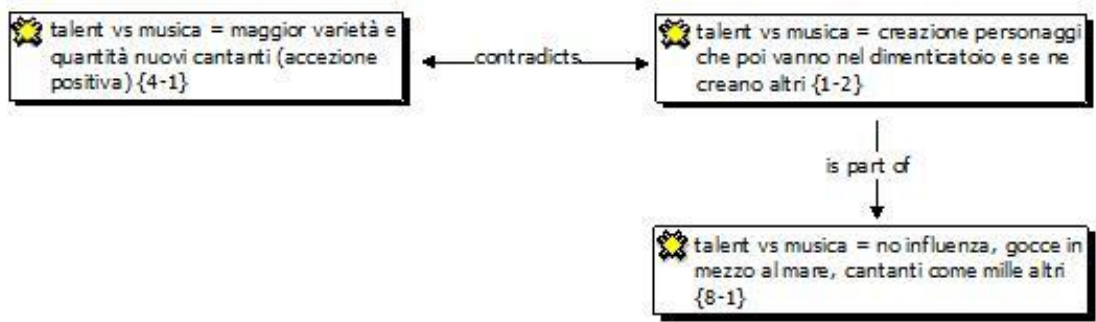 talent vs musica = maggior varietà e
quantità nuovi cantanti (accezione
positiva) {4-1}
contradicts
talent vs musica = creazione personaggi
che poi vanno nel dimenticatoio e se ne
creano altri {1-2}
is part of
talent vs musica = no influenza, gocce in
mezzo al mare, cantanti come mille altri
{8-1}